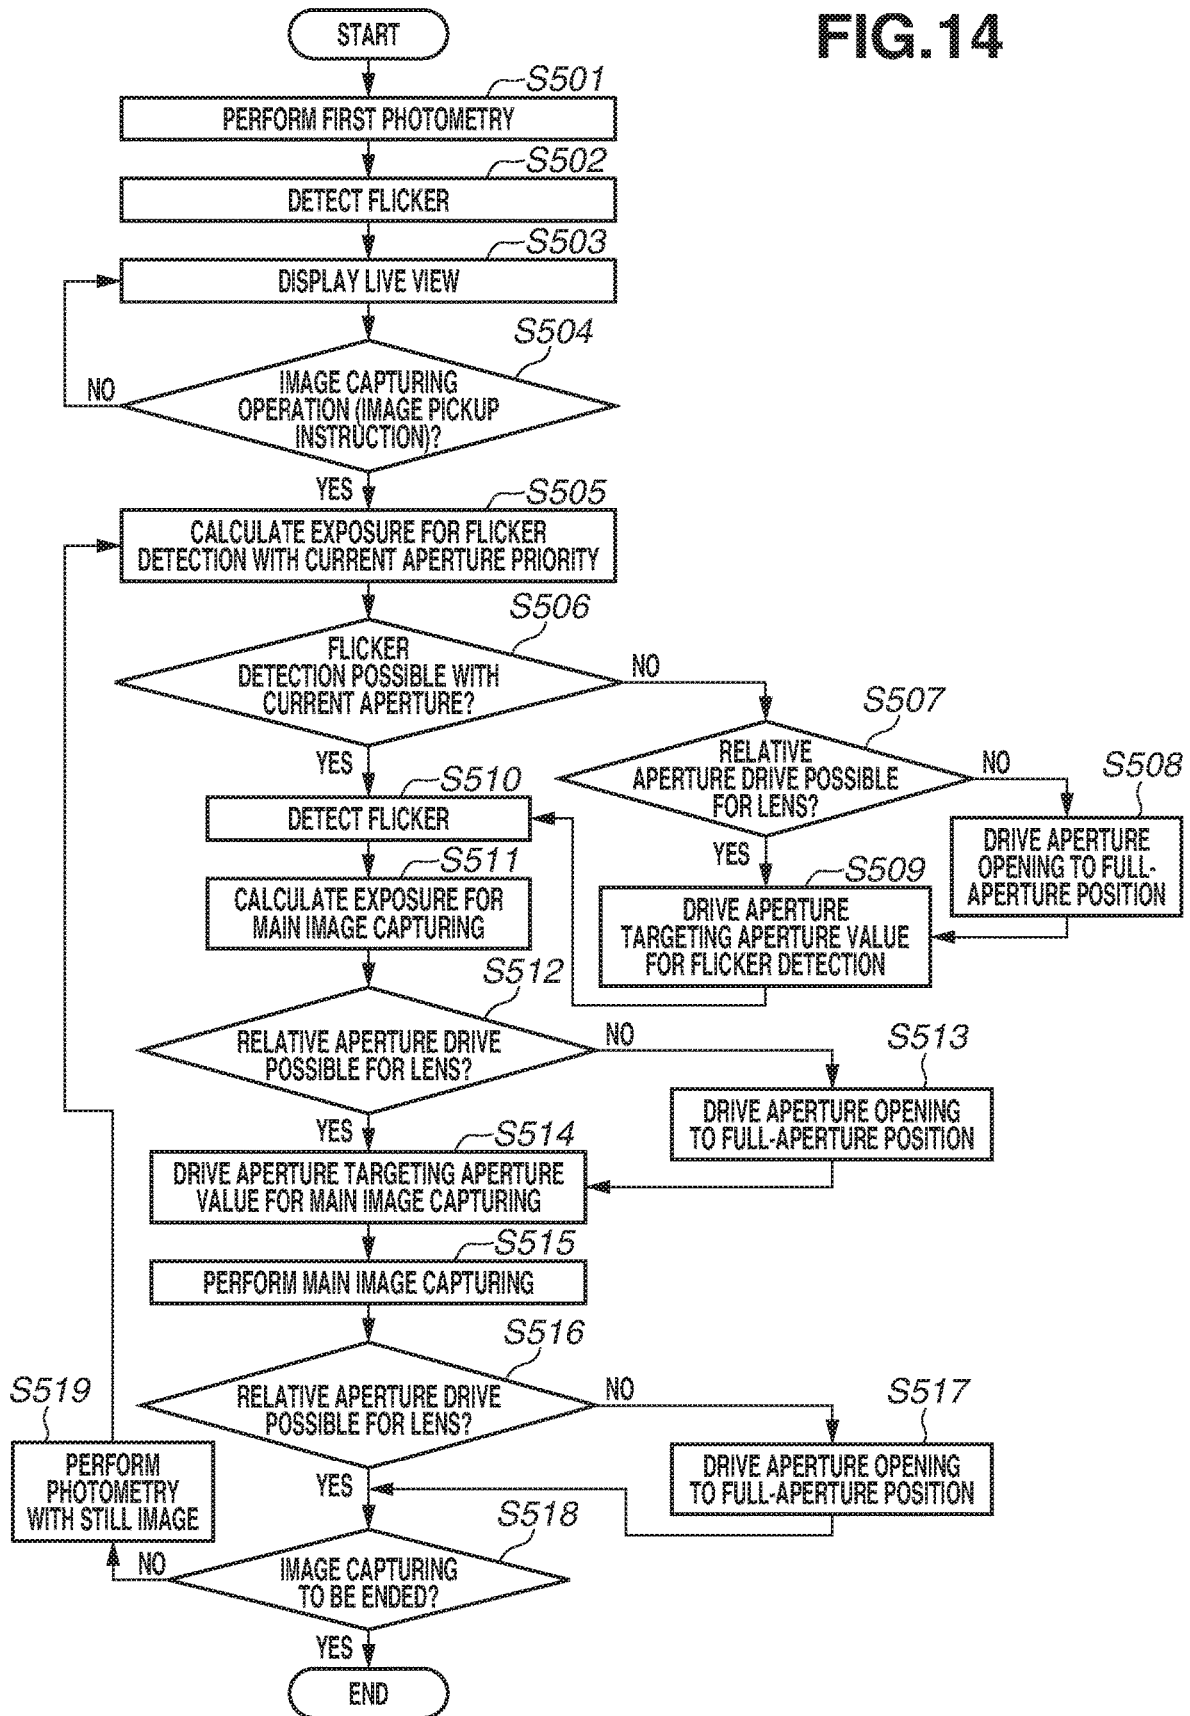 FIG.14
START
S501
PERFORM FIRST PHOTOMETRY
S502
DETECT FLICKER
S503
DISPLAY LIVE VIEW
S504
IMAGE CAPTURING
OPERATION (IMAGE PICKUP
INSTRUCTION)?
NO
YES
S505
CALCULATE EXPOSURE FOR FLICKER
DETECTION WITH CURRENT APERTURE PRIORITY
S506
FLICKER
DETECTION POSSIBLE WITH
CURRENT APERTURE?
NO
YES
S507
RELATIVE
APERTURE DRIVE POSSIBLE
FOR LENS?
NO
YES
S508
DRIVE APERTURE
OPENING TO FULL-
APERTURE POSITION
S509
DRIVE APERTURE
TARGETING APERTURE VALUE
FOR FLICKER DETECTION
S510
DETECT FLICKER
S511
CALCULATE EXPOSURE FOR
MAIN IMAGE CAPTURING
S512
RELATIVE APERTURE DRIVE
POSSIBLE FOR LENS?
NO
YES
S513
DRIVE APERTURE OPENING
TO FULL-APERTURE POSITION
S514
DRIVE APERTURE TARGETING APERTURE
VALUE FOR MAIN IMAGE CAPTURING
S515
PERFORM MAIN IMAGE CAPTURING
S516
RELATIVE APERTURE DRIVE
POSSIBLE FOR LENS?
NO
YES
S517
DRIVE APERTURE OPENING
TO FULL-APERTURE POSITION
S518
IMAGE CAPTURING
TO BE ENDED?
NO
YES
S519
PERFORM
PHOTOMETRY
WITH STILL IMAGE
END